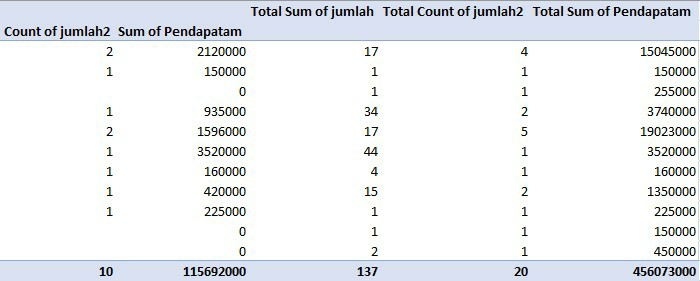 Total Sum of jumlah Total Count of jumlah2 Total Sum of Pendapatam
Count of jumlah2 Sum of Pendapatam
2 2120000 17 4 15045000
1 150000 1 1 150000
0 1 1 255000
1 935000 34 2 3740000
2 1596000 17 5 19023000
1 3520000 44 1 3520000
1 160000 4 1 160000
1 420000 15 2 1350000
1 225000 1 1 225000
0 1 1 150000
0 2 1 450000
10 115692000 137 20 456073000